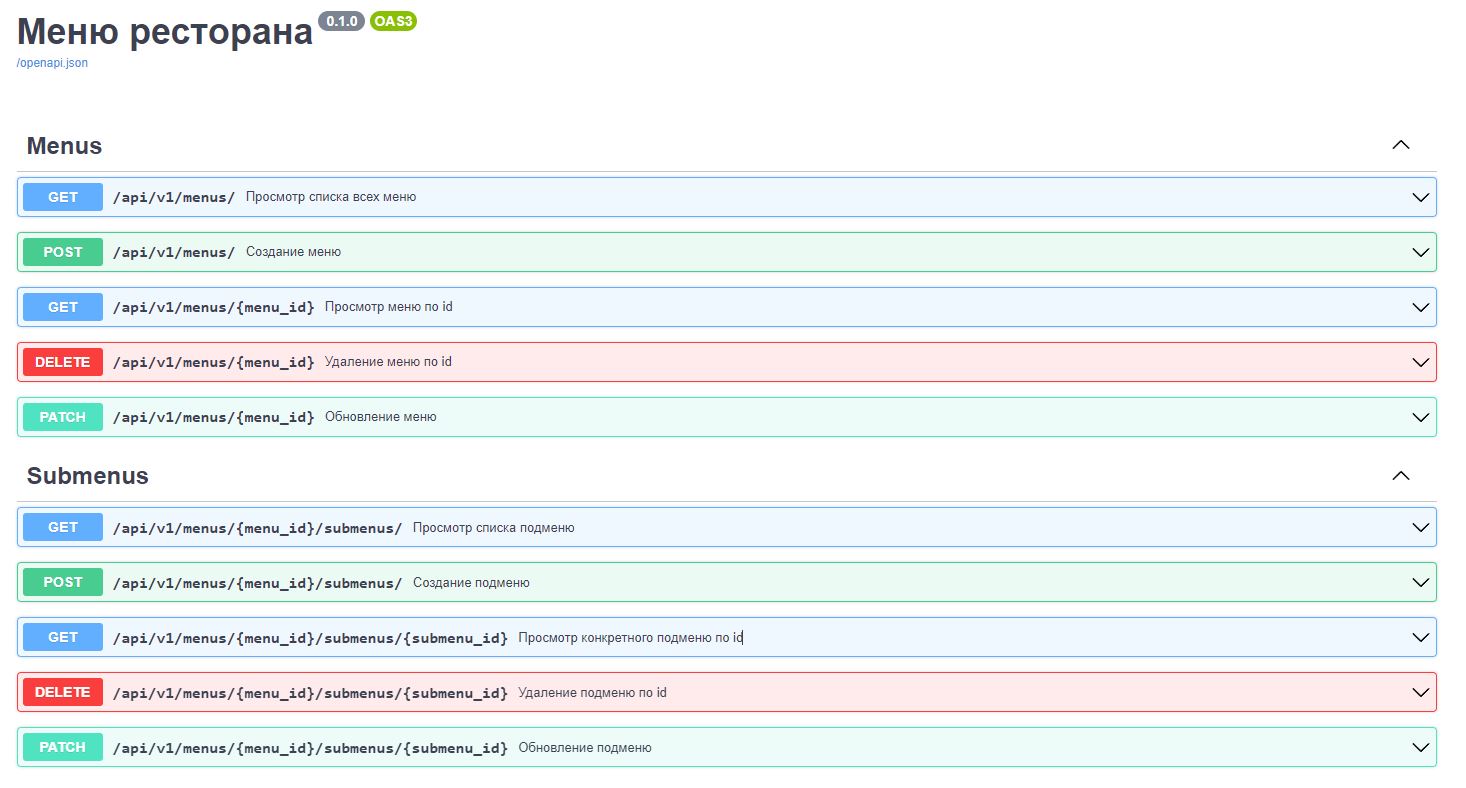 Меню ресторана 0.1.0 OAS3
/openapi.json
Menus
GET /api/v1/menus/ Просмотр списка всех меню
POST /api/v1/menus/ Создание меню
GET /api/v1/menus/{menu_id} Просмотр меню по id
DELETE /api/v1/menus/{menu_id} Удаление меню по id
PATCH /api/v1/menus/{menu_id} Обновление меню
Submenus
GET /api/v1/menus/{menu_id}/submenus/ Просмотр списка подменю
POST /api/v1/menus/{menu_id}/submenus/ Создание подменю
GET /api/v1/menus/{menu_id}/submenus/{submenu_id} Просмотр конкретного подменю по id
DELETE /api/v1/menus/{menu_id}/submenus/{submenu_id} Удаление подменю по id
PATCH /api/v1/menus/{menu_id}/submenus/{submenu_id} Обновление подменю